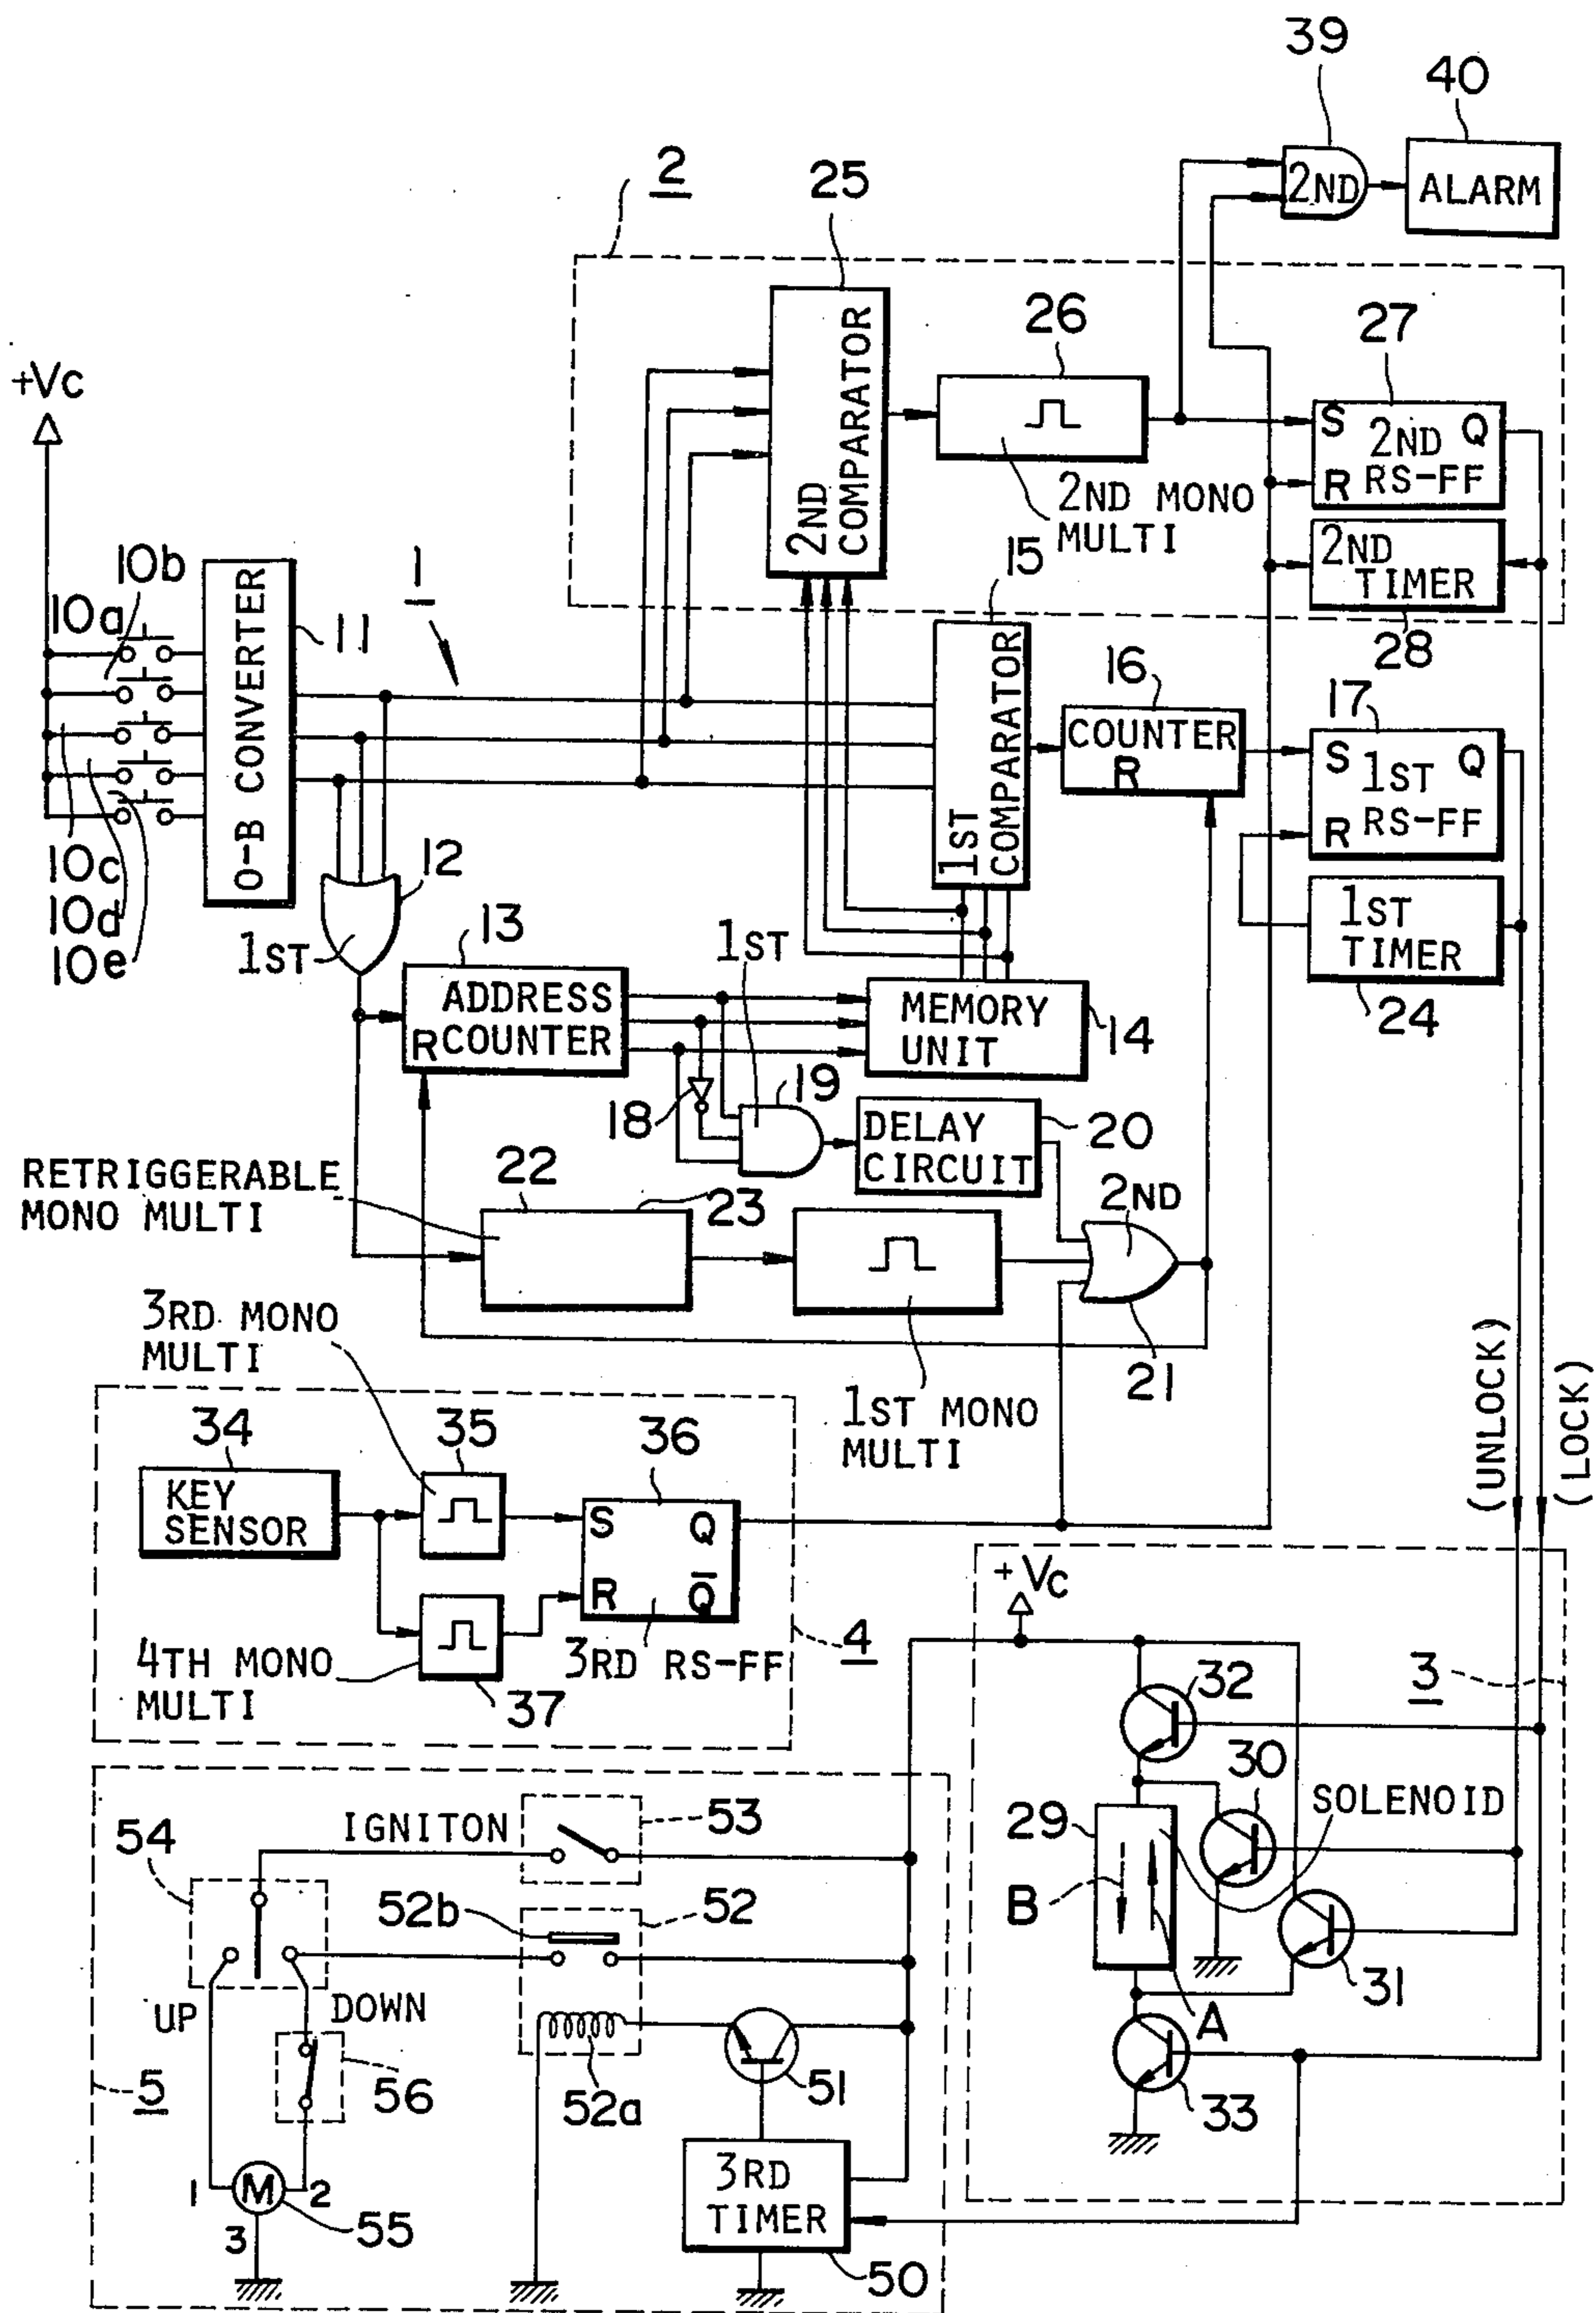 39
40
2ND
ALARM
2
25
2ND
COMPARATOR
26
2ND MONO
MULTI
27
S
2ND
Q
R
RS-FF
2ND
TIMER
28
+Vc
10a
10b
10c
10d
10e
O-B CONVERTER
11
1
15
1ST
COMPARATOR
16
COUNTER
R
17
S
1ST
Q
R
RS-FF
1ST
TIMER
24
12
1ST
13
ADDRESS
R COUNTER
1ST
MEMORY
UNIT
14
18
19
DELAY
CIRCUIT
20
RETRIGGERABLE
MONO MULTI
22
23
2ND
21
1ST MONO
MULTI
3RD MONO
MULTI
34
KEY
SENSOR
35
36
S
Q
R
Q̅
3RD RS-FF
4TH MONO
MULTI
37
4
(UNLOCK)
(LOCK)
+Vc
3
32
30
SOLENOID
29
B
A
31
33
54
IGNITON
53
52b
52
UP
DOWN
52a
51
56
5
1
M
2
3
55
3RD
TIMER
50